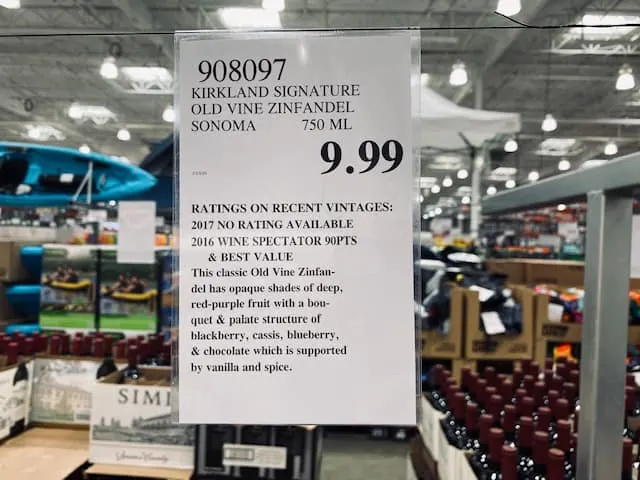 908097
KIRKLAND SIGNATURE
OLD VINE ZINFANDEL
SONOMA 750 ML
9.99
RATINGS ON RECENT VINTAGES:
2017 NO RATING AVAILABLE
2016 WINE SPECTATOR 90PTS
& BEST VALUE
This classic Old Vine Zinfan-
del has opaque shades of deep,
red-purple fruit with a bou-
quet & palate structure of
blackberry, cassis, blueberry,
& chocolate which is supported
by vanilla and spice.
SIMI